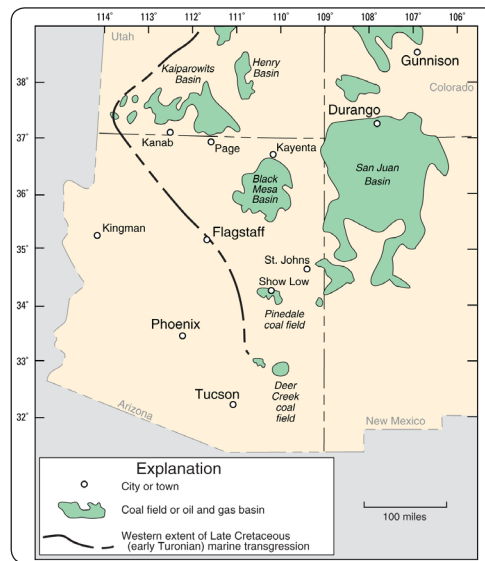 114° 113° 112° 111° 110° 109° 108° 107° 106°
Utah
Henry
Basin
Kaiparowits
Basin
Gunnison
38°
Colorado
Durango
37°
Kanab
Page
Kayenta
Black
Mesa
Basin
San Juan
Basin
36°
Kingman
Flagstaff
35°
St. Johns
Show Low
34°
Pinedale
coal field
Phoenix
33°
Deer
Creek
coal
field
Tucson
Arizona
32°
New Mexico
Explanation
City or town
Coal field or oil and gas basin
Western extent of Late Cretaceous
(early Turonian) marine transgression
100 miles